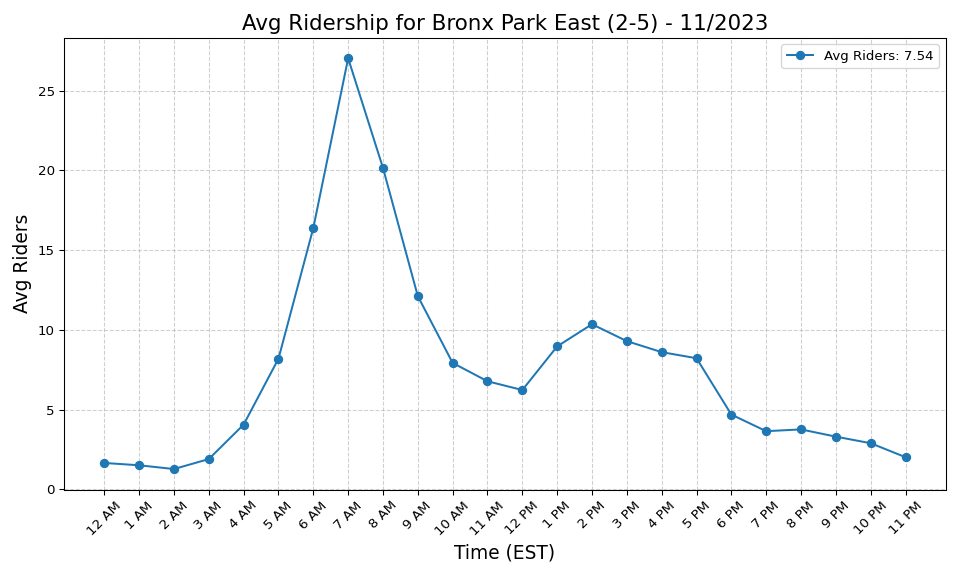 Avg Ridership for Bronx Park East (2-5) - 11/2023
Avg Riders: 7.54
Avg Riders
25
20
15
10
5
0
12 AM
1 AM
2 AM
3 AM
4 AM
5 AM
6 AM
7 AM
8 AM
9 AM
10 AM
11 AM
12 PM
1 PM
2 PM
3 PM
4 PM
5 PM
6 PM
7 PM
8 PM
9 PM
10 PM
11 PM
Time (EST)